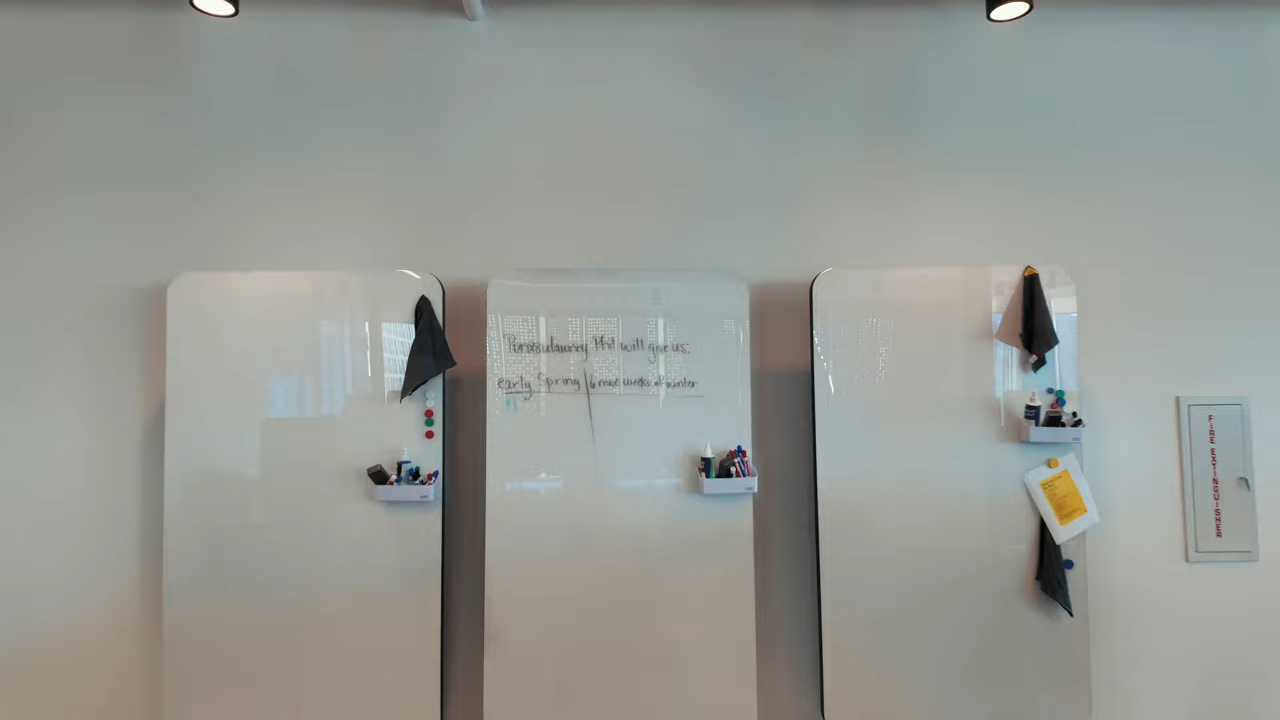 Punxsutawney Phil will give us:
early Spring | 6 more weeks of winter
FIRE EXTINGUISHER